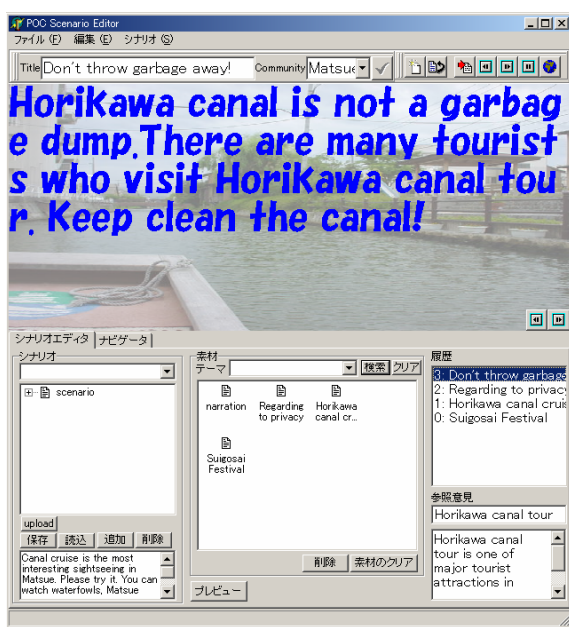 POC Scenario Editor
ファイル (F) 編集 (E) シナリオ (S)
Title Don't throw garbage away! Community Matsue
Horikawa canal is not a garbag
e dump.There are many tourist
s who visit Horikawa canal tou
r. Keep clean the canal!
シナリオエディタ ナビゲータ
シナリオ
scenario
upload
保存 読込 追加 削除
Canal cruise is the most
interesting sightseeing in
Matsue. Please try it. You can
watch waterfowls, Matsue
素材
テーマ 検索 クリア
narration
Regarding
to privacy
Horikawa
canal cr...
Suigosai
Festival
削除 素材のクリア
プレビュー
履歴
3: Don't throw garbage
2: Regarding to privac
1: Horikawa canal crui
0: Suigosai Festival
参照意見
Horikawa canal tour
Horikawa canal
tour is one of
major tourist
attractions in